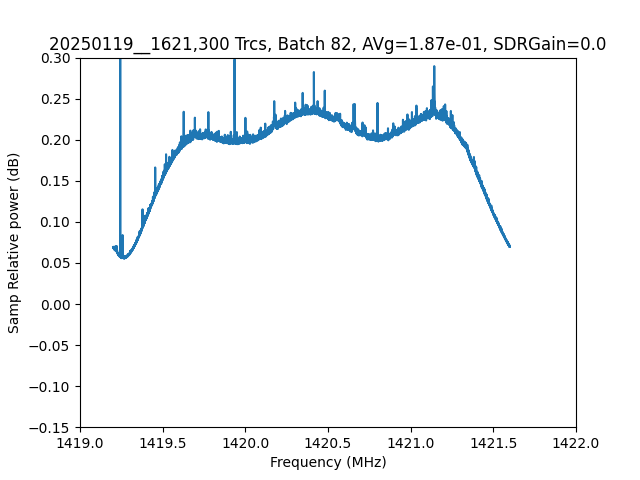 20250119__1621,300 Trcs, Batch 82, AVg=1.87e-01, SDRGain=0.0
0.30
0.25
0.20
0.15
0.10
0.05
0.00
−0.05
−0.10
−0.15
Samp Relative power (dB)
1419.0 1419.5 1420.0 1420.5 1421.0 1421.5 1422.0
Frequency (MHz)